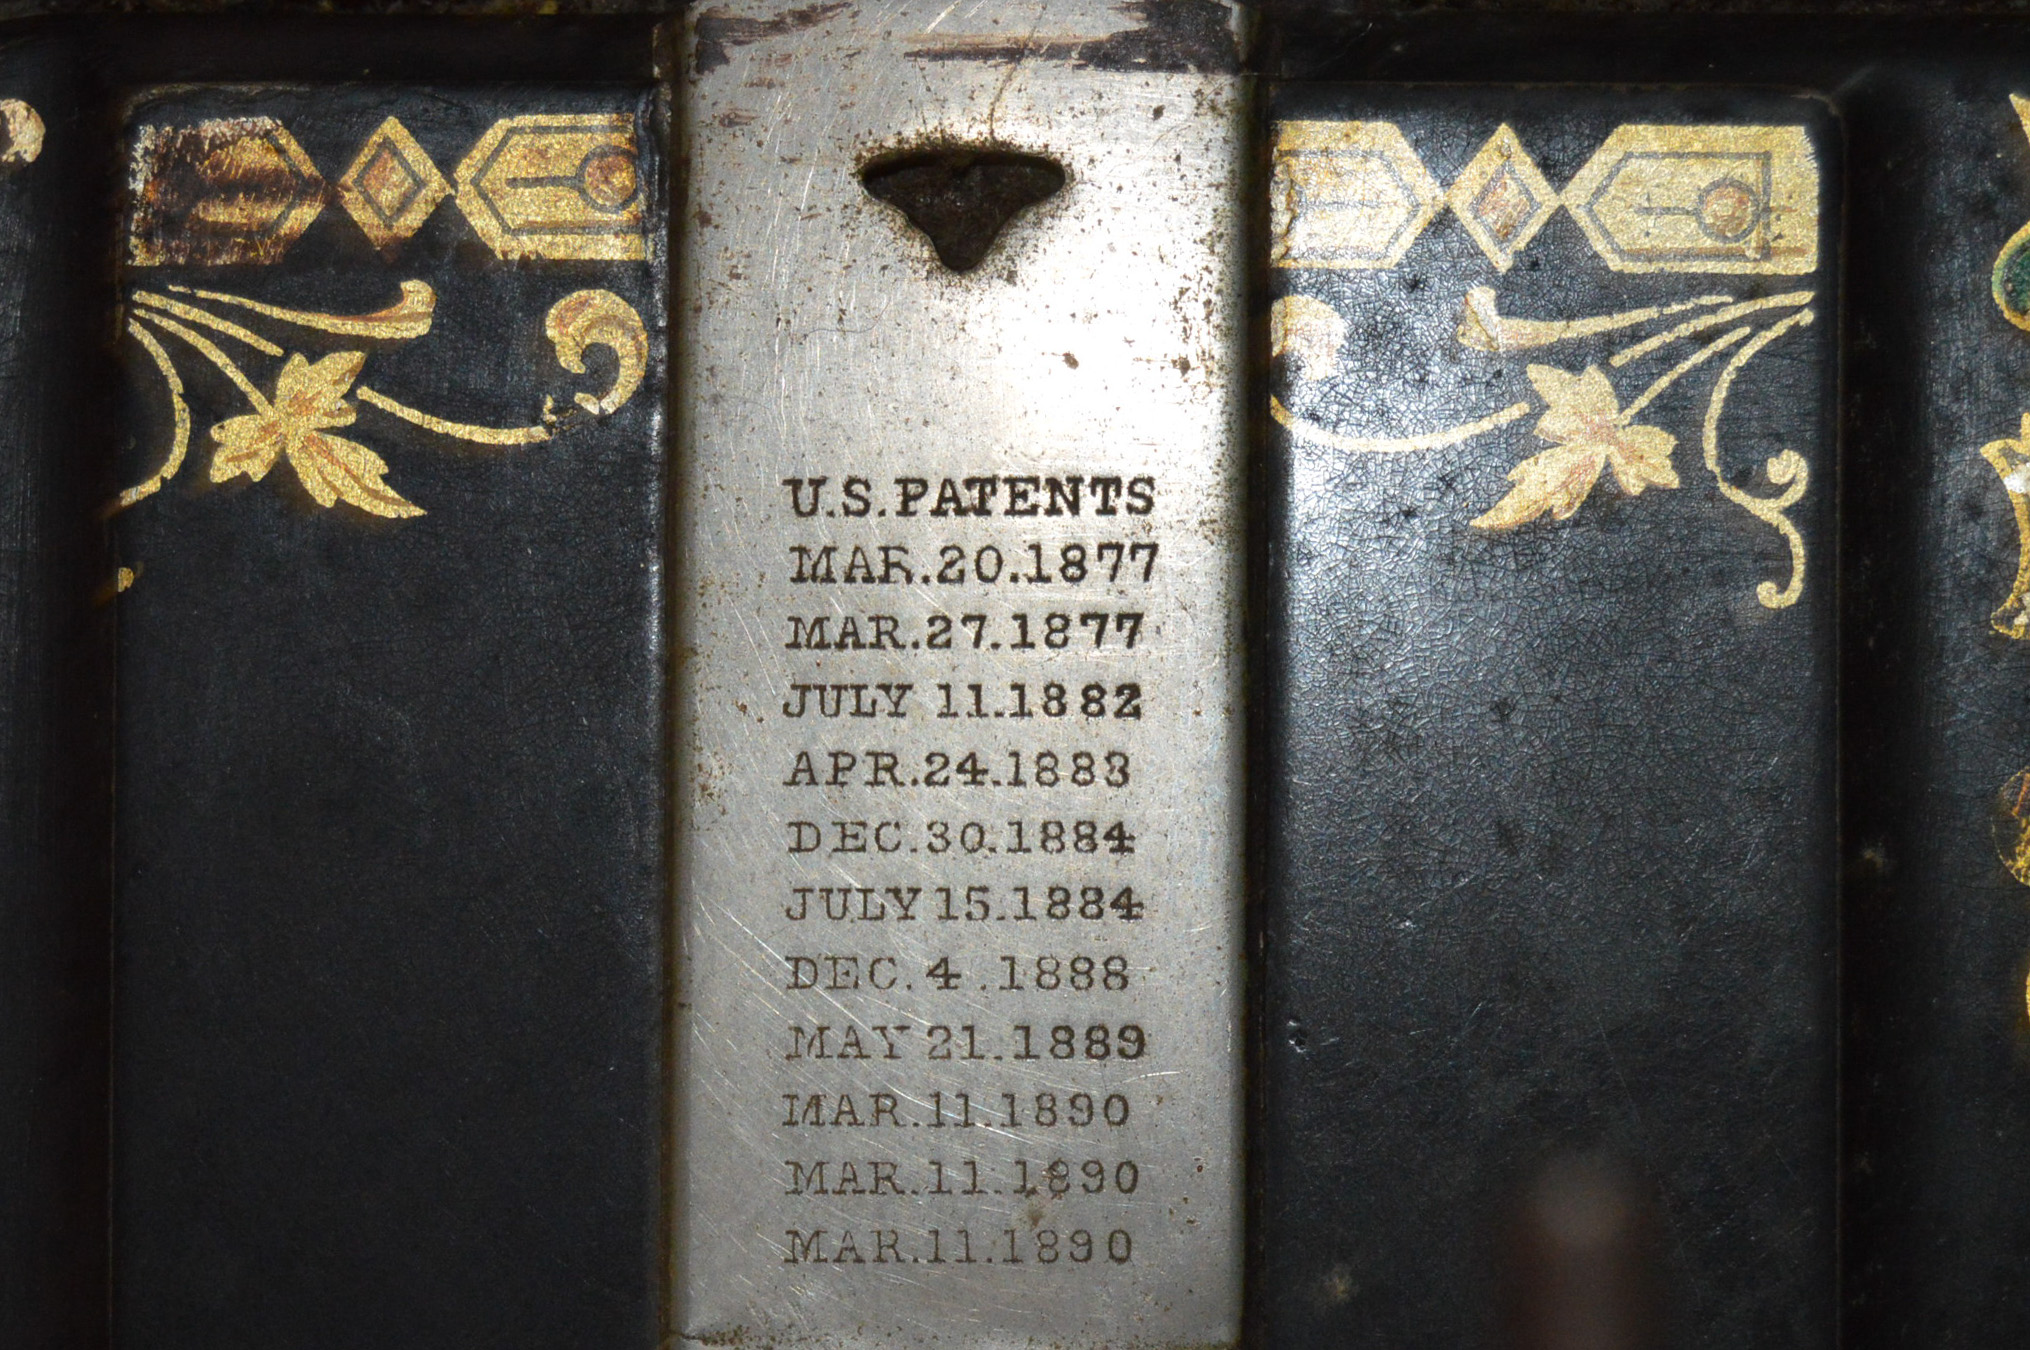 U.S.PATENTS
MAR.20.1877
MAR.27.1877
JULY 11.1882
APR.24.1883
DEC.30.1884
JULY 15.1884
DEC.4.1888
MAY 21.1889
MAR.11.1890
MAR.11.1890
MAR.11.1890